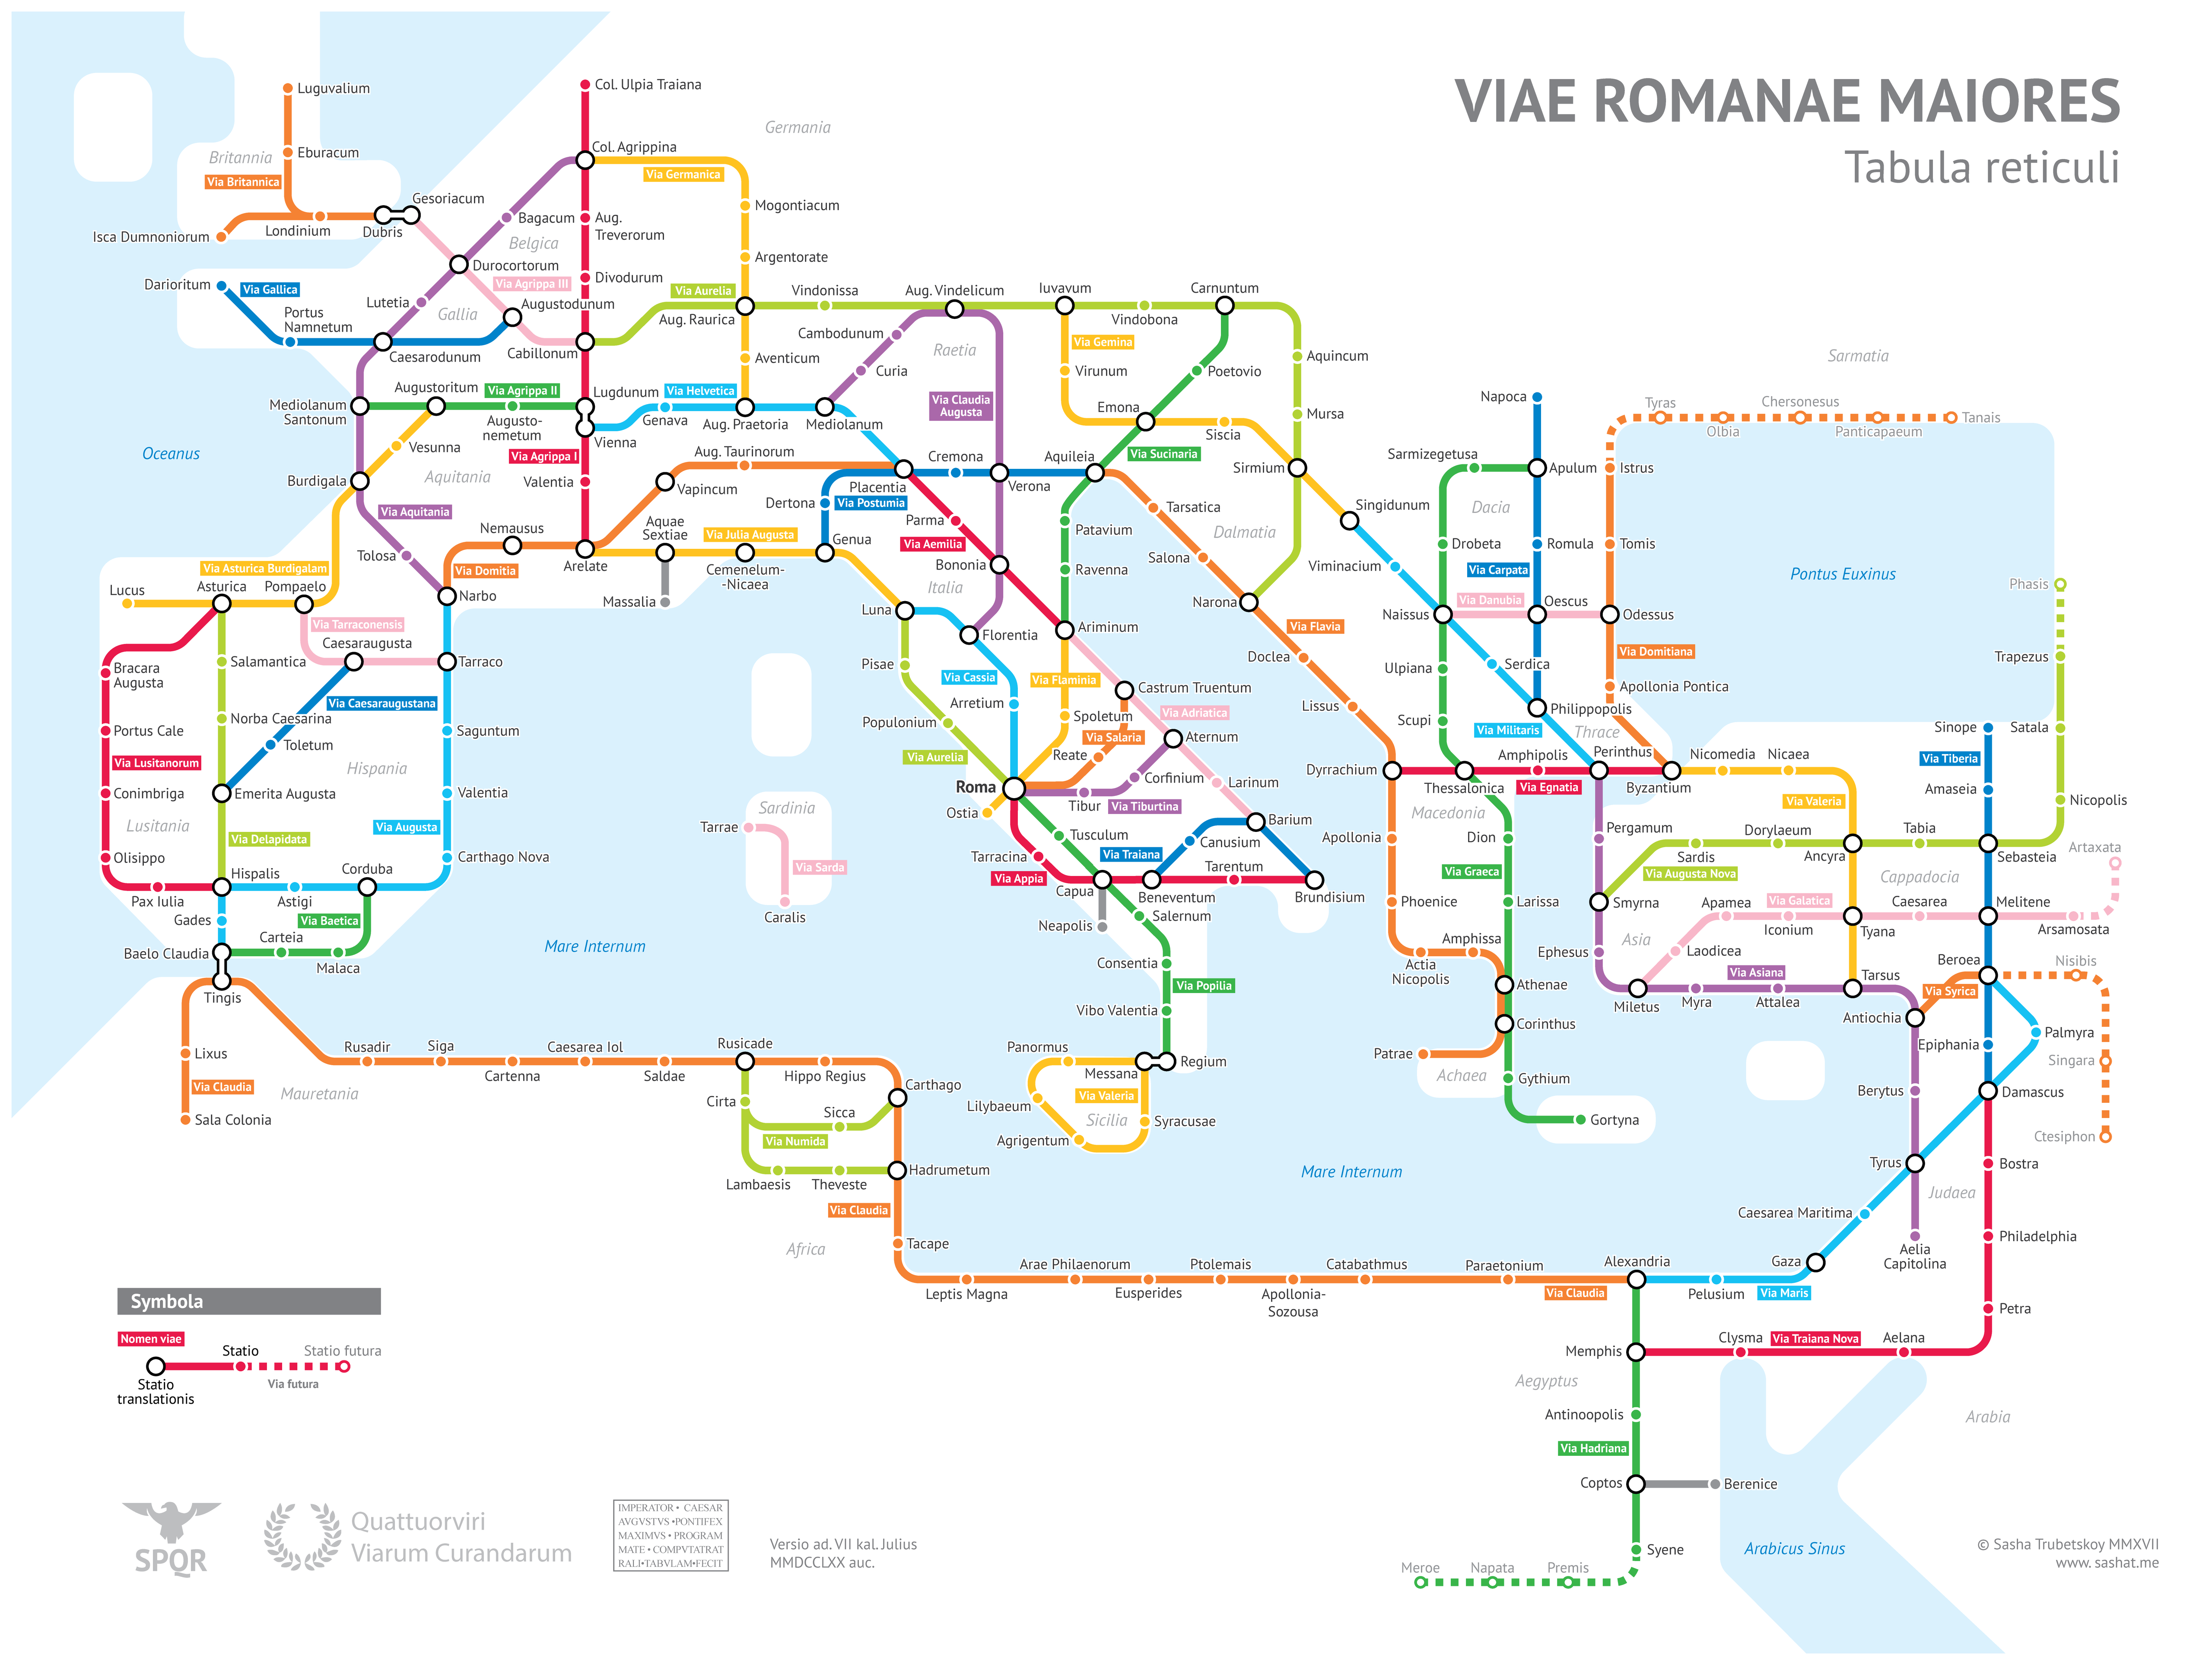 VIAE ROMANAE MAIORES
Tabula reticuli
Luguvalium
Eburacum
Britannia
Via Britannica
Isca Dumnoniorum
Londinium
Dubris
Gesoriacum
Col. Ulpia Traiana
Germania
Col. Agrippina
Via Germanica
Mogontiacum
Bagacum
Aug.
Treverorum
Belgica
Argentorate
Durocortorum
Via Agrippa III
Divodurum
Darioritum
Via Gallica
Lutetia
Augustodunum
Gallia
Portus
Namnetum
Caesarodunum
Cabillonum
Via Aurelia
Aug. Raurica
Vindonissa
Aug. Vindelicum
Iuvavum
Vindobona
Carnuntum
Cambodunum
Curia
Raetia
Via Gemina
Virunum
Poetovio
Aquincum
Aventicum
Sarmatia
Mediolanum
Santonum
Augustoritum
Via Agrippa II
Augusto-
nemetum
Lugdunum
Via Helvetica
Vienna
Genava
Aug. Praetoria
Mediolanum
Via Claudia
Augusta
Emona
Siscia
Mursa
Napoca
Tyras
Olbia
Chersonesus
Panticapaeum
Tanais
Vesunna
Oceanus
Via Agrippa I
Aug. Taurinorum
Cremona
Aquileia
Via Sucinaria
Sirmium
Sarmizegetusa
Apulum
Istrus
Burdigala
Aquitania
Valentia
Vapincum
Placentia
Verona
Via Aquitania
Dertona
Via Postumia
Parma
Tarsatica
Singidunum
Dacia
Nemausus
Aquae
Sextiae
Via Julia Augusta
Genua
Via Aemilia
Patavium
Dalmatia
Tolosa
Arelate
Cemenelum-
-Nicaea
Bononia
Ravenna
Salona
Viminacium
Drobeta
Romula
Tomis
Via Asturica Burdigalam
Via Domitia
Via Carpata
Pontus Euxinus
Phasis
Lucus
Asturica
Pompaelo
Narbo
Massalia
Italia
Luna
Narona
Naissus
Via Danubia
Oescus
Odessus
Via Tarraconensis
Florentia
Ariminum
Via Flavia
Caesaraugusta
Tarraco
Salamantica
Bracara
Augusta
Pisae
Via Cassia
Via Flaminia
Castrum Truentum
Doclea
Ulpiana
Serdica
Via Domitiana
Trapezus
Apollonia Pontica
Via Caesaraugustana
Arretium
Spoletum
Via Adriatica
Lissus
Scupi
Philippopolis
Norba Caesarina
Portus Cale
Toletum
Saguntum
Populonium
Via Salaria
Aternum
Via Militaris
Thrace
Sinope
Satala
Via Lusitanorum
Hispania
Via Aurelia
Reate
Corfinium
Dyrrachium
Amphipolis
Perinthus
Nicomedia
Nicaea
Via Tiberia
Conimbriga
Emerita Augusta
Valentia
Roma
Tibur
Via Tiburtina
Larinum
Thessalonica
Via Egnatia
Byzantium
Via Valeria
Amaseia
Nicopolis
Lusitania
Via Augusta
Sardinia
Tarrae
Ostia
Macedonia
Via Delapidata
Tusculum
Barium
Canusium
Apollonia
Dion
Pergamum
Dorylaeum
Tabia
Olisippo
Carthago Nova
Via Sarda
Tarracina
Via Traiana
Tarentum
Sardis
Ancyra
Sebasteia
Artaxata
Hispalis
Corduba
Via Appia
Capua
Beneventum
Brundisium
Via Graeca
Via Augusta Nova
Cappadocia
Pax Iulia
Astigi
Gades
Via Baetica
Caralis
Neapolis
Salernum
Phoenice
Larissa
Smyrna
Apamea
Via Galatica
Iconium
Caesarea
Melitene
Arsamosata
Tyana
Carteia
Baelo Claudia
Malaca
Mare Internum
Consentia
Amphissa
Actia
Nicopolis
Asia
Ephesus
Laodicea
Beroea
Nisibis
Tingis
Via Popilia
Athenae
Via Asiana
Tarsus
Via Syrica
Miletus
Myra
Attalea
Vibo Valentia
Corinthus
Antiochia
Palmyra
Epiphania
Lixus
Rusadir
Siga
Cartenna
Caesarea Iol
Saldae
Rusicade
Hippo Regius
Panormus
Messana
Regium
Patrae
Singara
Via Claudia
Mauretania
Carthago
Achaea
Gythium
Berytus
Damascus
Cirta
Sicca
Lilybaeum
Via Valeria
Sicilia
Syracusae
Sala Colonia
Via Numida
Agrigentum
Gortyna
Ctesiphon
Lambaesis
Theveste
Hadrumetum
Mare Internum
Tyrus
Bostra
Via Claudia
Judaea
Caesarea Maritima
Africa
Tacape
Philadelphia
Aelia
Capitolina
Leptis Magna
Arae Philaenorum
Eusperides
Ptolemais
Apollonia-
Sozousa
Catabathmus
Paraetonium
Via Claudia
Alexandria
Pelusium
Via Maris
Gaza
Petra
Memphis
Clysma
Via Traiana Nova
Aelana
Aegyptus
Antinoopolis
Arabia
Via Hadriana
Coptos
Berenice
Syene
Arabicus Sinus
Meroe
Napata
Premis
Symbola
Nomen viae
Statio
Statio futura
Statio
translationis
Via futura
SPQR
Quattuorviri
Viarum Curandarum
IMPERATOR • CAESAR
AVGVSTVS •PONTIFEX
MAXIMVS • PROGRAM
MATE • COMPVTATRAT
RALI•TABVLAM•FECIT
Versio ad. VII kal. Julius
MMDCCLXX auc.
© Sasha Trubetskoy MMXVII
www. sashat.me